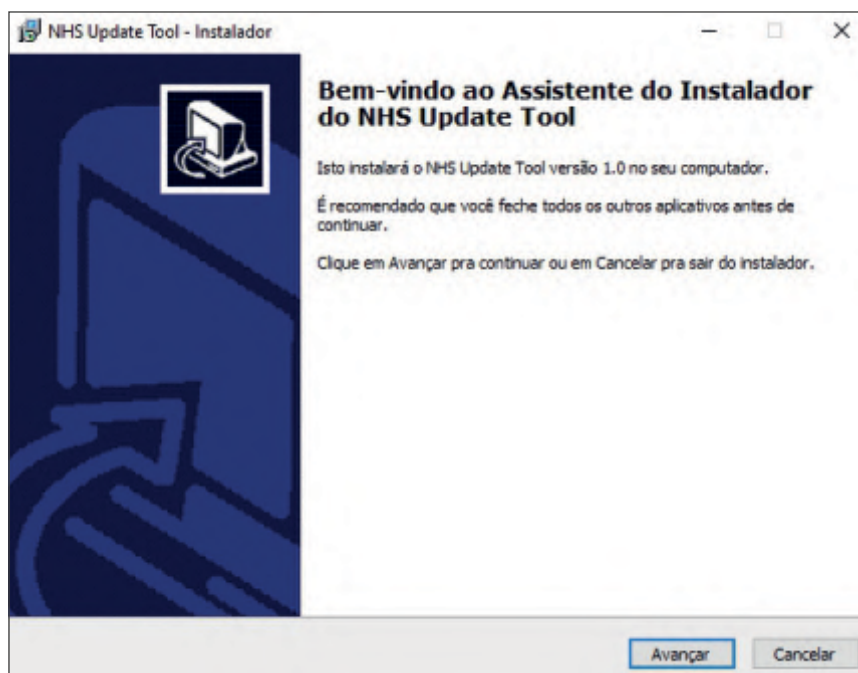 NHS Update Tool - Instalador
Bem-vindo ao Assistente do Instalador
do NHS Update Tool
Isto instalará o NHS Update Tool versão 1.0 no seu computador.
É recomendado que você feche todos os outros aplicativos antes de
continuar.
Clique em Avançar pra continuar ou em Cancelar pra sair do instalador.
Avançar
Cancelar